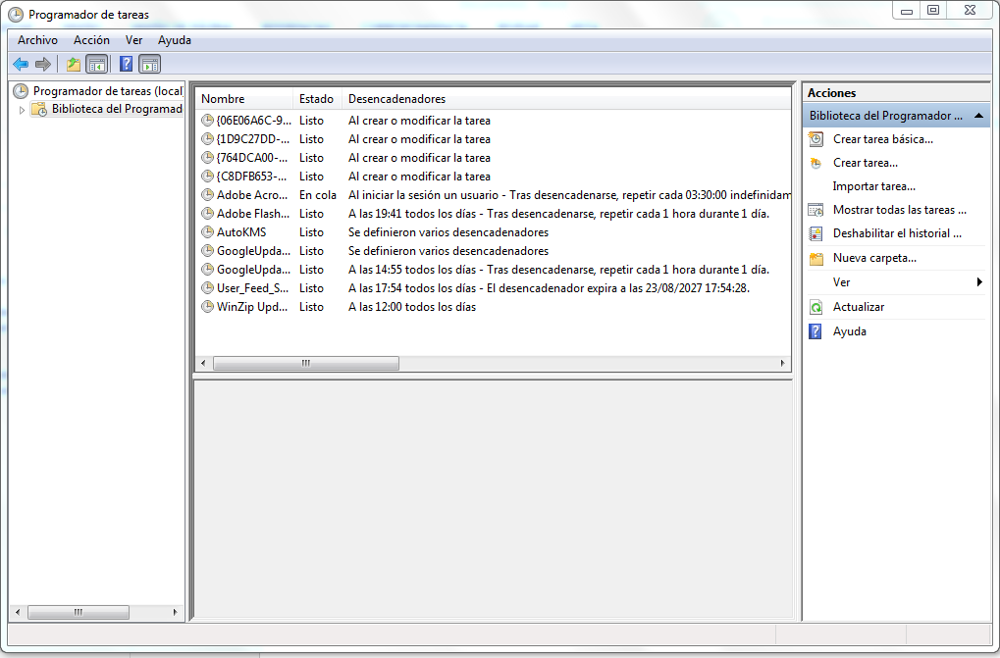 Programador de tareas
Archivo Acción Ver Ayuda
Programador de tareas (local
Biblioteca del Programad
Nombre Estado Desencadenadores
{06E06A6C-9... Listo Al crear o modificar la tarea
{1D9C27DD-... Listo Al crear o modificar la tarea
{764DCA00-... Listo Al crear o modificar la tarea
{C8DFB653-... Listo Al crear o modificar la tarea
Adobe Acro... En cola Al iniciar la sesión un usuario - Tras desencadenarse, repetir cada 03:30:00 indefinidam
Adobe Flash... Listo A las 19:41 todos los días - Tras desencadenarse, repetir cada 1 hora durante 1 día.
AutoKMS Listo Se definieron varios desencadenadores
GoogleUpda... Listo Se definieron varios desencadenadores
GoogleUpda... Listo A las 14:55 todos los días - Tras desencadenarse, repetir cada 1 hora durante 1 día.
User_Feed_S... Listo A las 17:54 todos los días - El desencadenador expira a las 23/08/2027 17:54:28.
WinZip Upd... Listo A las 12:00 todos los días
Acciones
Biblioteca del Programador ...
Crear tarea básica...
Crear tarea...
Importar tarea...
Mostrar todas las tareas ...
Deshabilitar el historial ...
Nueva carpeta...
Ver
Actualizar
Ayuda